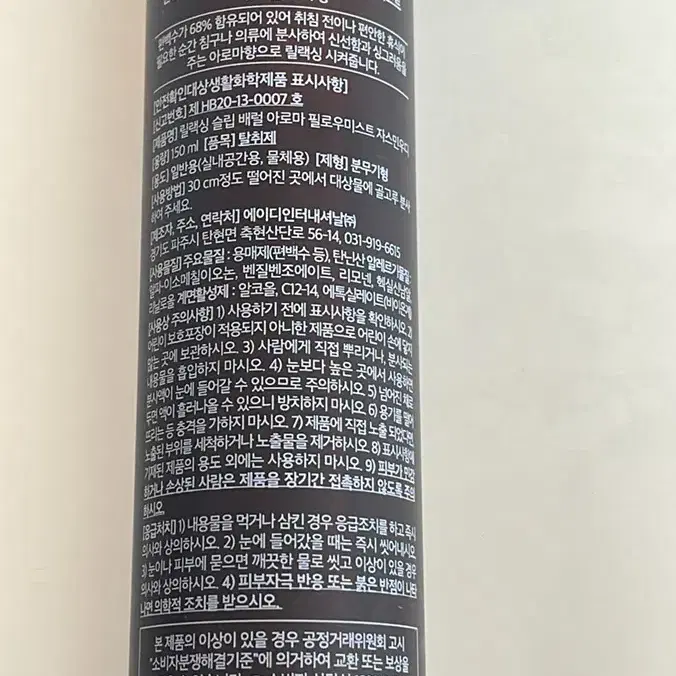 편백수가 68% 함유되어 있어 취침 전이나 편안한 휴식이
필요한 순간 침구나 의류에 분사하여 신선함과 싱그러움을
주는 아로마향으로 릴랙싱 시켜줍니다.
[안전확인대상생활화학제품 표시사항]
[신고번호] 제 HB20-13-0007 호
[제품명] 릴랙싱 슬립 배럴 아로마 필로우미스트 자스민우디
[용량] 150 ml [품목] 탈취제
[용도] 일반용(실내공간용, 물체용) [제형] 분무기형
[사용방법] 30 cm정도 떨어진 곳에서 대상물에 골고루 분사
하여 주세요.
[제조자, 주소, 연락처] 에이디인터내셔날㈜
경기도 파주시 탄현면 축현산단로 56-14, 031-919-6615
[사용물질] 주요물질 : 용매제(편백수 등), 탄닌산 알레르기물질 :
알파-이소메칠이오논, 벤질벤조에이트, 리모넨, 헥실신남알,
리날로올 계면활성제 : 알코올, C12-14, 에톡실레이트(비이온계)
[사용상 주의사항] 1) 사용하기 전에 표시사항을 확인하시오. 2)
어린이 보호포장이 적용되지 아니한 제품으로 어린이 손에 닿지
않는 곳에 보관하시오. 3) 사람에게 직접 뿌리거나, 분사되는
내용물을 흡입하지 마시오. 4) 눈보다 높은 곳에서 사용하면
분사액이 눈에 들어갈 수 있으므로 주의하시오. 5) 넘어진 채로
두면 액이 흘러나올 수 있으니 방치하지 마시오. 6) 용기를 떨어
뜨리는 등 충격을 가하지 마시오. 7) 제품에 직접 노출 되었다면,
노출된 부위를 세척하거나 노출물을 제거하시오. 8) 표시사항에
기재된 제품의 용도 외에는 사용하지 마시오. 9) 피부가 민감
하거나 손상된 사람은 제품을 장기간 접촉하지 않도록 주의
하시오
[응급처치] 1) 내용물을 먹거나 삼킨 경우 응급조치를 하고 즉시
의사와 상의하시오. 2) 눈에 들어갔을 때는 즉시 씻어내시오.
3) 눈이나 피부에 묻으면 깨끗한 물로 씻고 이상이 있을 경우
의사와 상의하시오. 4) 피부자극 반응 또는 붉은 반점이 나타
나면 의학적 조치를 받으시오.
본 제품의 이상이 있을 경우 공정거래위원회 고시
"소비자분쟁해결기준"에 의거하여 교환 또는 보상을